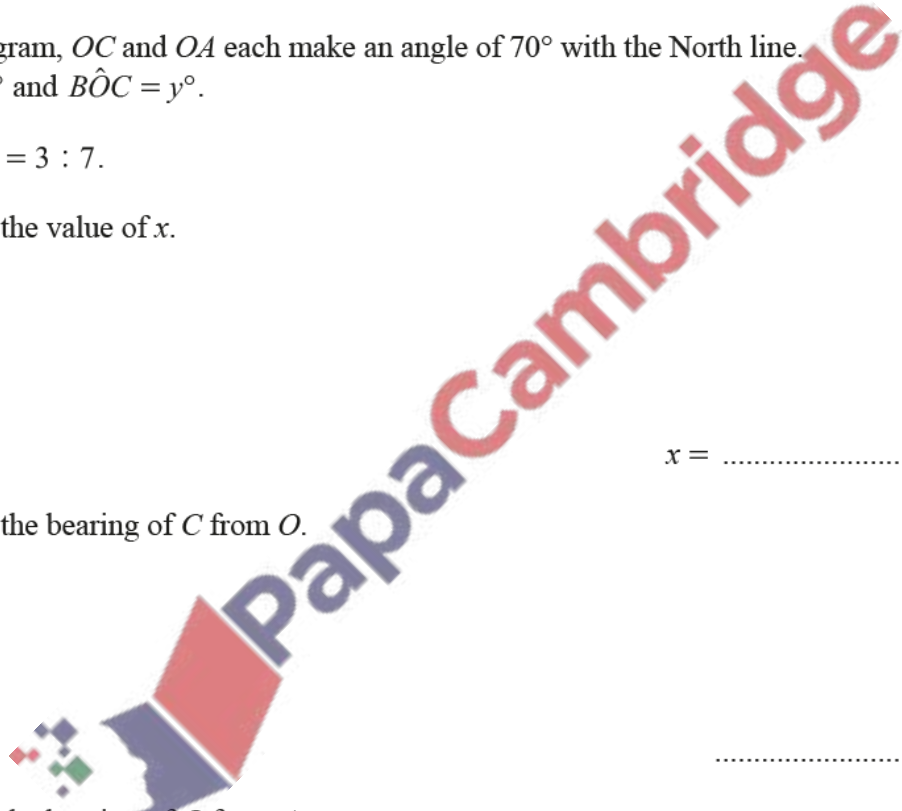 gram, OC and OA each make an angle of 70° with the North line.
° and BÔC = y°.
= 3 : 7.
the value of x.
x = ........................
the bearing of C from O.
........................
PapaCambridge